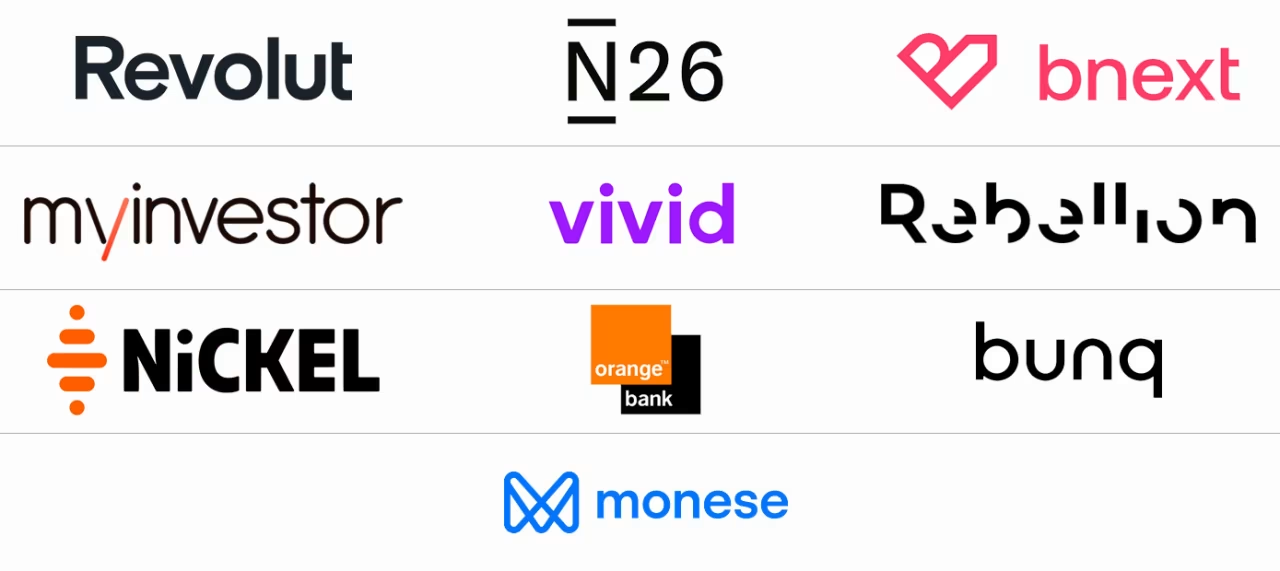 Revolut
N26
bnext
myinvestor
vivid
Rebellion
NiCKEL
orange™
bank
bunq
monese